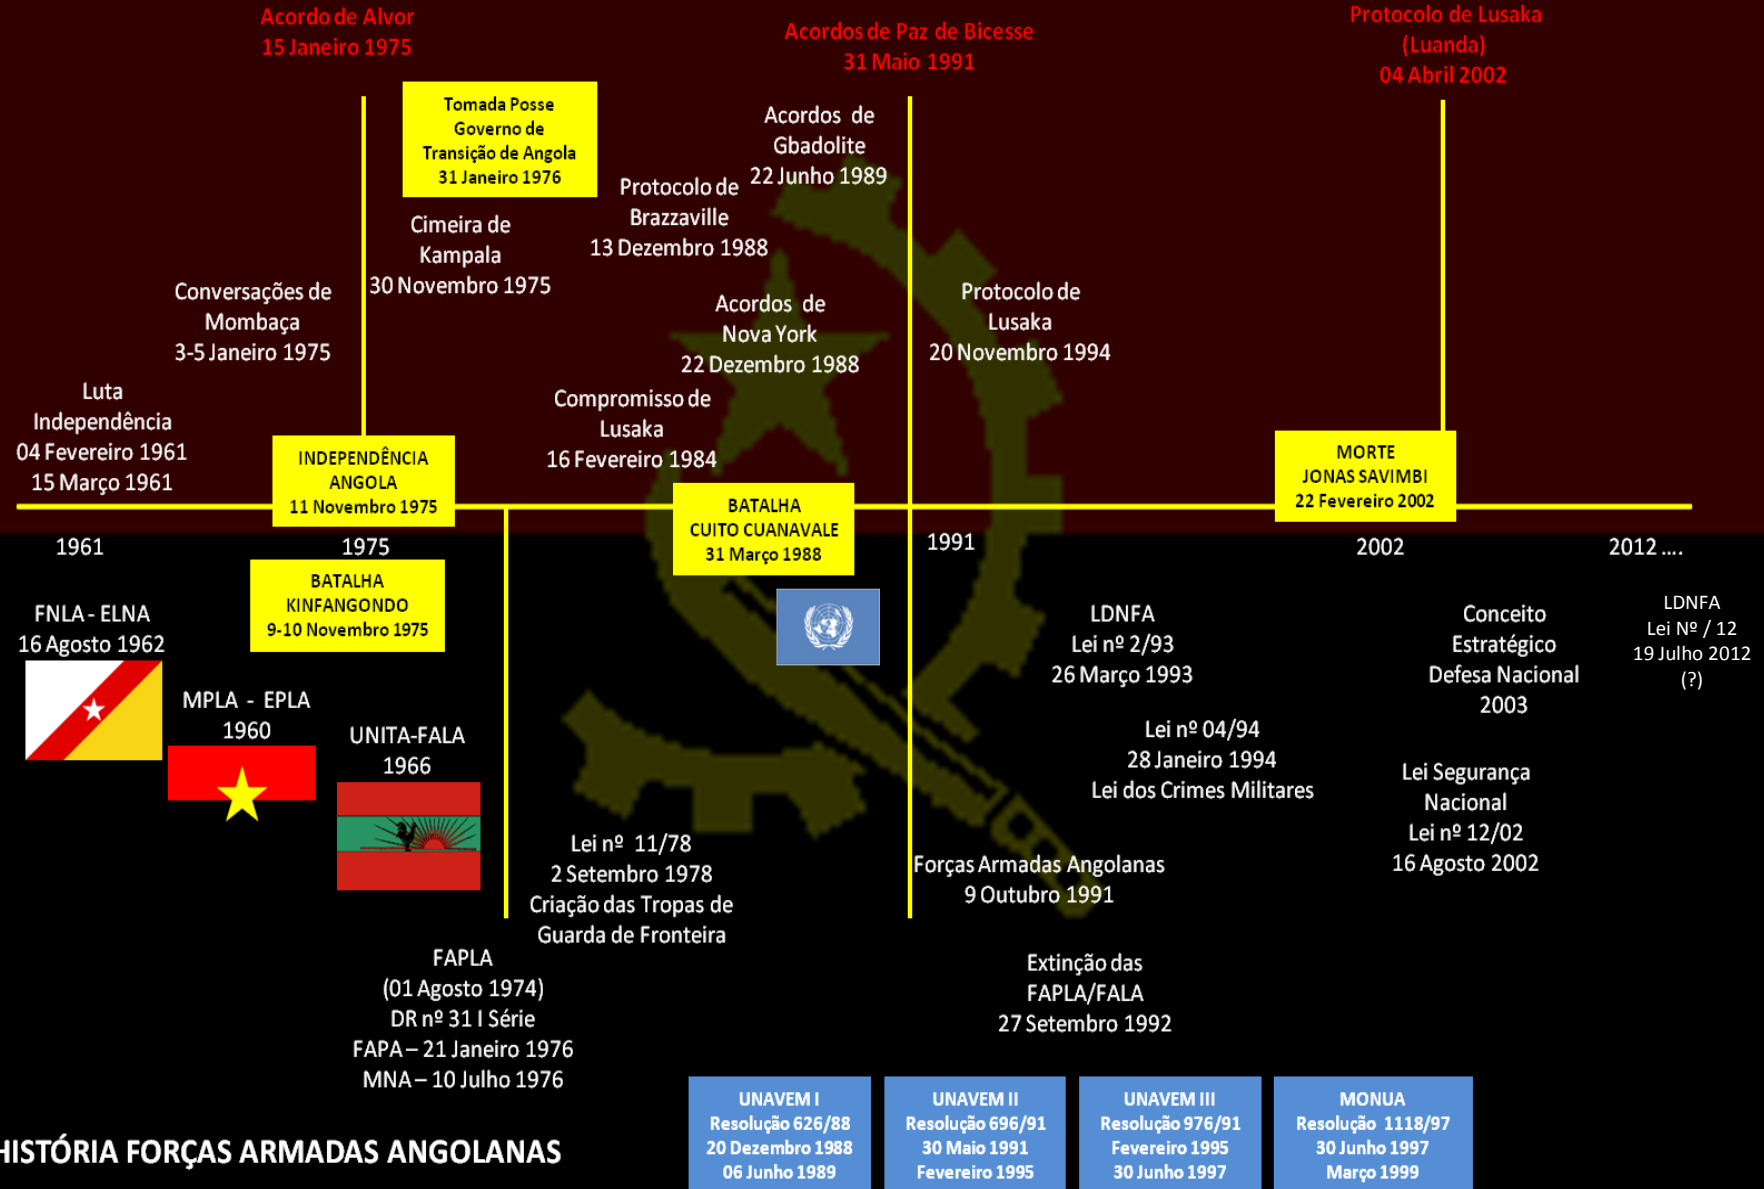 Acordo de Alvor
15 Janeiro 1975
Acordos de Paz de Bicesse
31 Maio 1991
Protocolo de Lusaka
(Luanda)
04 Abril 2002
Tomada Posse
Governo de
Transição de Angola
31 Janeiro 1976
Acordos de
Gbadolite
22 Junho 1989
Protocolo de
Brazzaville
13 Dezembro 1988
Cimeira de
Kampala
30 Novembro 1975
Conversações de
Mombaça
3-5 Janeiro 1975
Acordos de
Nova York
22 Dezembro 1988
Protocolo de
Lusaka
20 Novembro 1994
Luta
Independência
04 Fevereiro 1961
15 Março 1961
Compromisso de
Lusaka
16 Fevereiro 1984
INDEPENDÊNCIA
ANGOLA
11 Novembro 1975
BATALHA
CUITO CUANAVALE
31 Março 1988
MORTE
JONAS SAVIMBI
22 Fevereiro 2002
1961
1975
1991
2002
2012 ....
BATALHA
KINFANGONDO
9-10 Novembro 1975
FNLA - ELNA
16 Agosto 1962
MPLA - EPLA
1960
UNITA-FALA
1966
LDNFA
Lei nº 2/93
26 Março 1993
Conceito
Estratégico
Defesa Nacional
2003
LDNFA
Lei Nº / 12
19 Julho 2012
(?)
Lei nº 04/94
28 Janeiro 1994
Lei dos Crimes Militares
Lei Segurança
Nacional
Lei nº 12/02
16 Agosto 2002
Lei nº 11/78
2 Setembro 1978
Criação das Tropas de
Guarda de Fronteira
Forças Armadas Angolanas
9 Outubro 1991
FAPLA
(01 Agosto 1974)
DR nº 31 I Série
FAPA – 21 Janeiro 1976
MNA – 10 Julho 1976
Extinção das
FAPLA/FALA
27 Setembro 1992
HISTÓRIA FORÇAS ARMADAS ANGOLANAS
UNAVEM I
Resolução 626/88
20 Dezembro 1988
06 Junho 1989
UNAVEM II
Resolução 696/91
30 Maio 1991
Fevereiro 1995
UNAVEM III
Resolução 976/91
Fevereiro 1995
30 Junho 1997
MONUA
Resolução 1118/97
30 Junho 1997
Março 1999